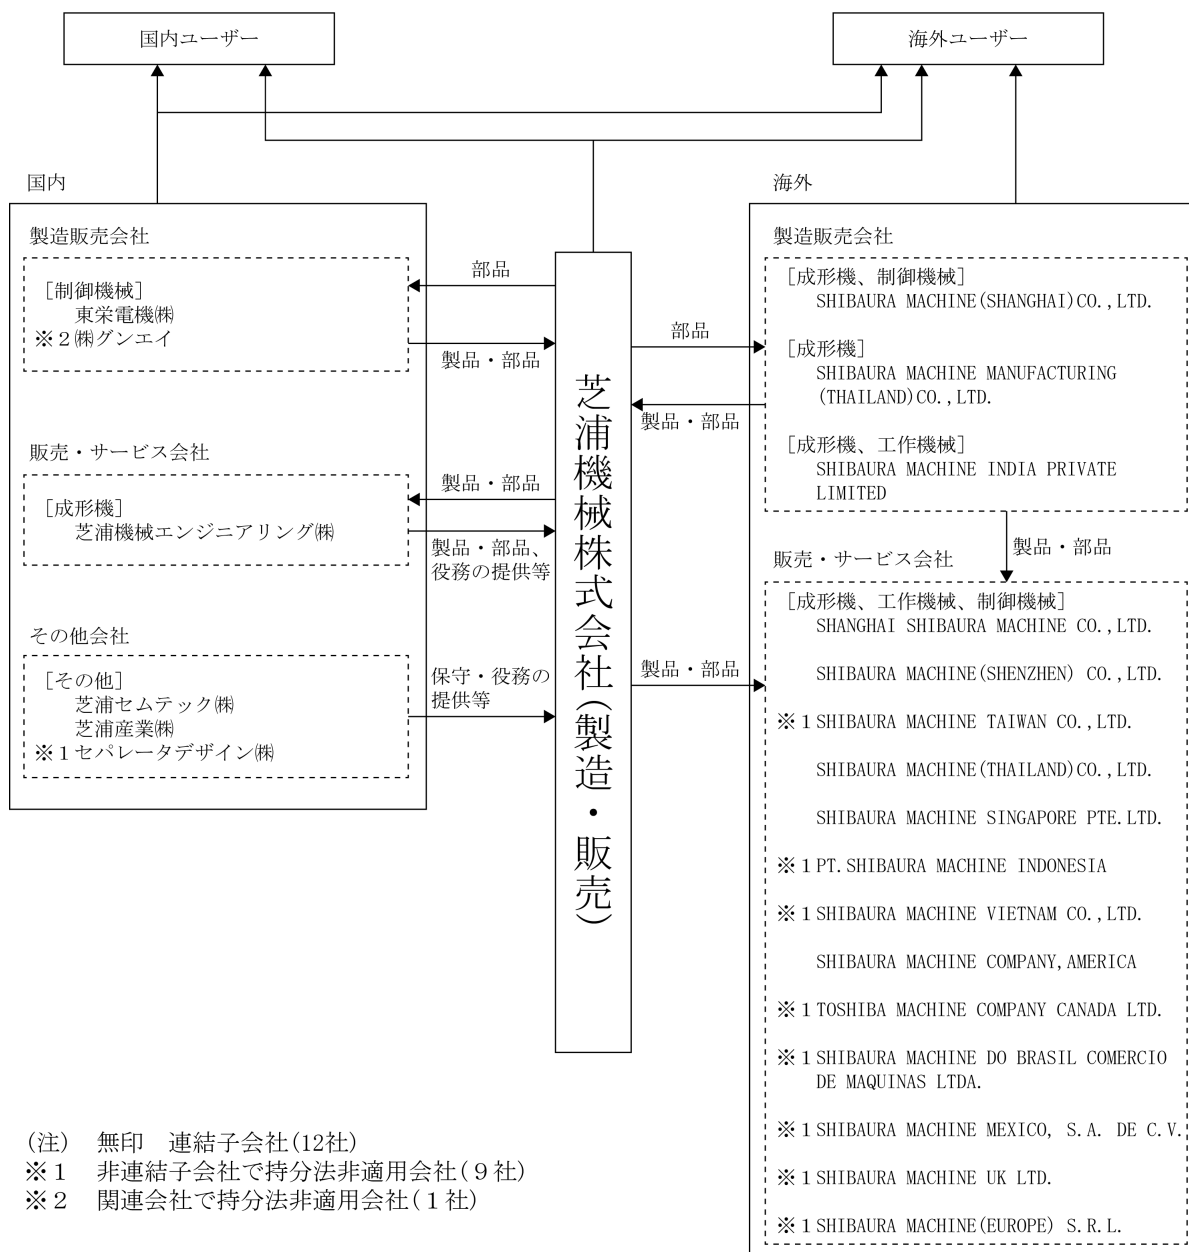 国内ユーザー
海外ユーザー
国内
製造販売会社
［制御機械］
東栄電機㈱
※２㈱グンエイ
販売・サービス会社
［成形機］
芝浦機械エンジニアリング㈱
その他会社
［その他］
芝浦セムテック㈱
芝浦産業㈱
※１セパレータデザイン㈱
部品
製品・部品
製品・部品
製品・部品、
役務の提供等
保守・役務の
提供等
芝浦機械株式会社（製造・販売）
部品
製品・部品
製品・部品
海外
製造販売会社
［成形機、制御機械］
SHIBAURA MACHINE(SHANGHAI)CO.,LTD.
［成形機］
SHIBAURA MACHINE MANUFACTURING
(THAILAND)CO.,LTD.
［成形機、工作機械］
SHIBAURA MACHINE INDIA PRIVATE
LIMITED
製品・部品
販売・サービス会社
［成形機、工作機械、制御機械］
SHANGHAI SHIBAURA MACHINE CO.,LTD.
SHIBAURA MACHINE(SHENZHEN) CO.,LTD.
※１SHIBAURA MACHINE TAIWAN CO.,LTD.
SHIBAURA MACHINE(THAILAND)CO.,LTD.
SHIBAURA MACHINE SINGAPORE PTE.LTD.
※１PT.SHIBAURA MACHINE INDONESIA
※１SHIBAURA MACHINE VIETNAM CO.,LTD.
SHIBAURA MACHINE COMPANY,AMERICA
※１TOSHIBA MACHINE COMPANY CANADA LTD.
※１SHIBAURA MACHINE DO BRASIL COMERCIO
DE MAQUINAS LTDA.
※１SHIBAURA MACHINE MEXICO, S.A. DE C.V.
※１SHIBAURA MACHINE UK LTD.
※１SHIBAURA MACHINE(EUROPE) S.R.L.
(注)　無印　連結子会社(12社)
※１　非連結子会社で持分法非適用会社(９社)
※２　関連会社で持分法非適用会社(１社)